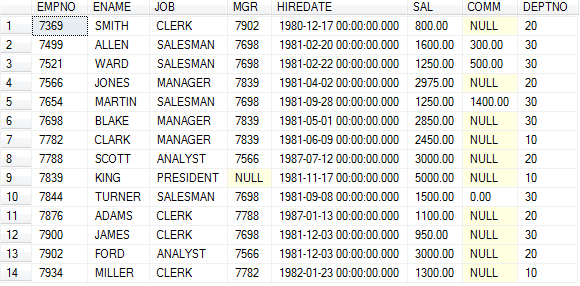 EMPNO ENAME JOB MGR HIREDATE SAL COMM DEPTNO
1 7369 SMITH CLERK 7902 1980-12-17 00:00:00.000 800.00 NULL 20
2 7499 ALLEN SALESMAN 7698 1981-02-20 00:00:00.000 1600.00 300.00 30
3 7521 WARD SALESMAN 7698 1981-02-22 00:00:00.000 1250.00 500.00 30
4 7566 JONES MANAGER 7839 1981-04-02 00:00:00.000 2975.00 NULL 20
5 7654 MARTIN SALESMAN 7698 1981-09-28 00:00:00.000 1250.00 1400.00 30
6 7698 BLAKE MANAGER 7839 1981-05-01 00:00:00.000 2850.00 NULL 30
7 7782 CLARK MANAGER 7839 1981-06-09 00:00:00.000 2450.00 NULL 10
8 7788 SCOTT ANALYST 7566 1987-07-12 00:00:00.000 3000.00 NULL 20
9 7839 KING PRESIDENT NULL 1981-11-17 00:00:00.000 5000.00 NULL 10
10 7844 TURNER SALESMAN 7698 1981-09-08 00:00:00.000 1500.00 0.00 30
11 7876 ADAMS CLERK 7788 1987-01-13 00:00:00.000 1100.00 NULL 20
12 7900 JAMES CLERK 7698 1981-12-03 00:00:00.000 950.00 NULL 30
13 7902 FORD ANALYST 7566 1981-12-03 00:00:00.000 3000.00 NULL 20
14 7934 MILLER CLERK 7782 1982-01-23 00:00:00.000 1300.00 NULL 10